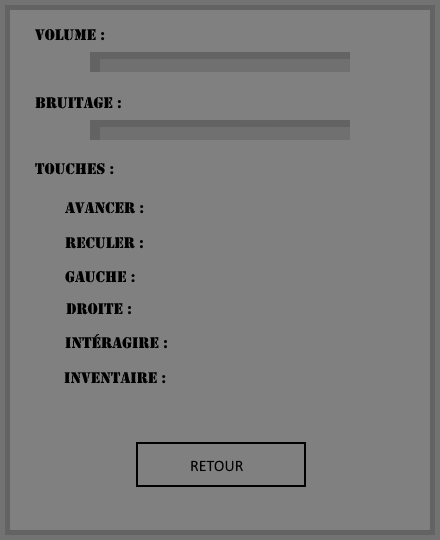 VOLUME :
BRUITAGE :
TOUCHES :
AVANCER :
RECULER :
GAUCHE :
DROITE :
INTÉRAGIRE :
INVENTAIRE :
RETOUR